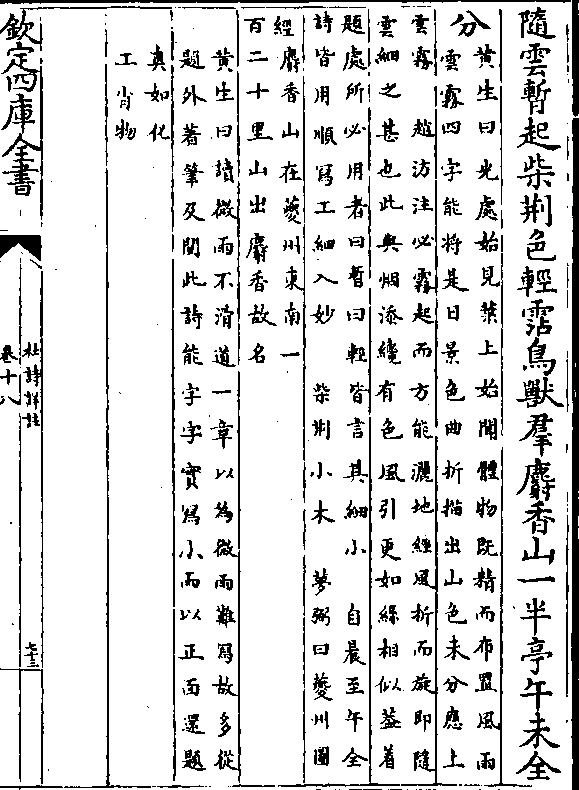 隨雲暫起柴荆色輕霑鳥獸羣麝香山一半亭午未全
分
黄生曰光處始見葉上始聞體物既精而布置風雨
雲霧四字能將是日景色曲折描出山色未分應上
雲霧　趙汸注必霧起而方能灑地經風折而旋即隨
雲細之甚也此與烟添纔有色風引更如絲相似蓋着
題處所必用者曰暫曰輕皆言其細小　自晨至午全
詩皆用順寫工細入妙　柴荆小木　夢弼曰夔州圖
經麝香山在夔州東南一
百二十里山出麝香故名
黄生曰讀微雨不滑道一章以為微雨難寫故多從
題外著筆及閲此詩能字字實寫小雨以正面還題
真如化
工肖物
欽定四庫全書
杜詩詳註
卷十八